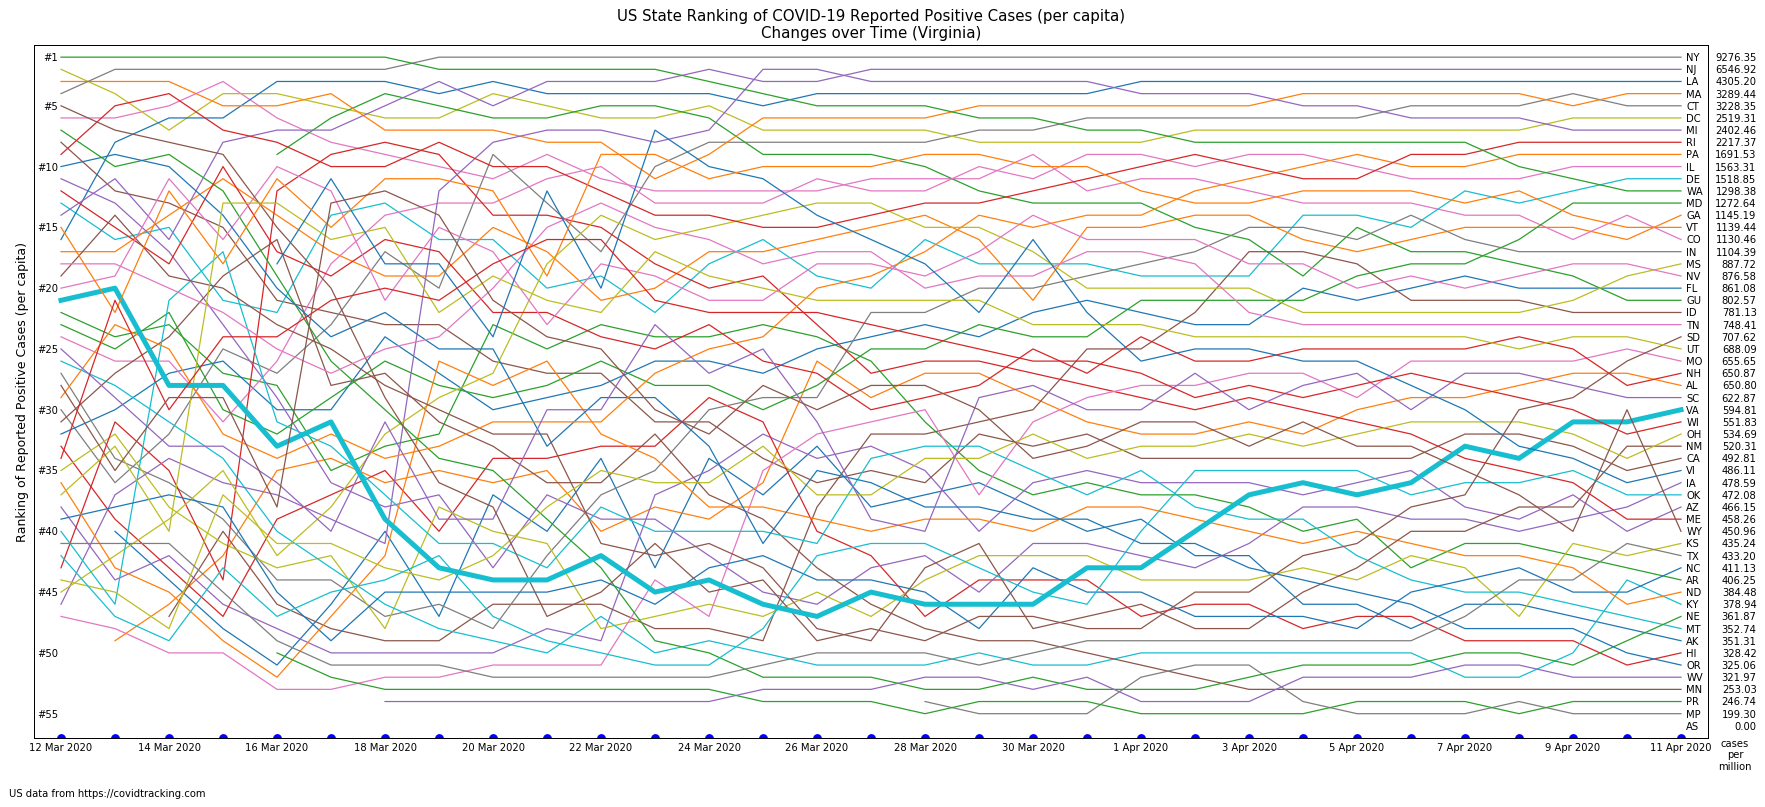 US State Ranking of COVID-19 Reported Positive Cases (per capita)
Changes over Time (Virginia)
Ranking of Reported Positive Cases (per capita)
#1
#5
#10
#15
#20
#25
#30
#35
#40
#45
#50
#55
NY 9276.35
NJ 6546.92
LA 4305.20
MA 3289.44
CT 3228.35
DC 2519.31
MI 2402.46
RI 2217.37
PA 1691.53
IL 1563.31
DE 1518.85
WA 1298.38
MD 1272.64
GA 1145.19
VT 1139.44
CO 1130.46
IN 1104.39
MS 887.72
NV 876.58
FL 861.08
GU 802.57
ID 781.13
TN 748.41
SD 707.62
UT 688.09
MO 655.65
NH 650.87
AL 650.80
SC 622.87
VA 594.81
WI 551.83
OH 534.69
NM 520.31
CA 492.81
VI 486.11
IA 478.59
OK 472.08
AZ 466.15
ME 458.26
WY 450.96
KS 435.24
TX 433.20
NC 411.13
AR 406.25
ND 384.48
KY 378.94
NE 361.87
MT 352.74
AK 351.31
HI 328.42
OR 325.06
WV 321.97
MN 253.03
PR 246.74
MP 199.30
AS 0.00
12 Mar 2020
14 Mar 2020
16 Mar 2020
18 Mar 2020
20 Mar 2020
22 Mar 2020
24 Mar 2020
26 Mar 2020
28 Mar 2020
30 Mar 2020
1 Apr 2020
3 Apr 2020
5 Apr 2020
7 Apr 2020
9 Apr 2020
11 Apr 2020
cases
per
million
US data from https://covidtracking.com